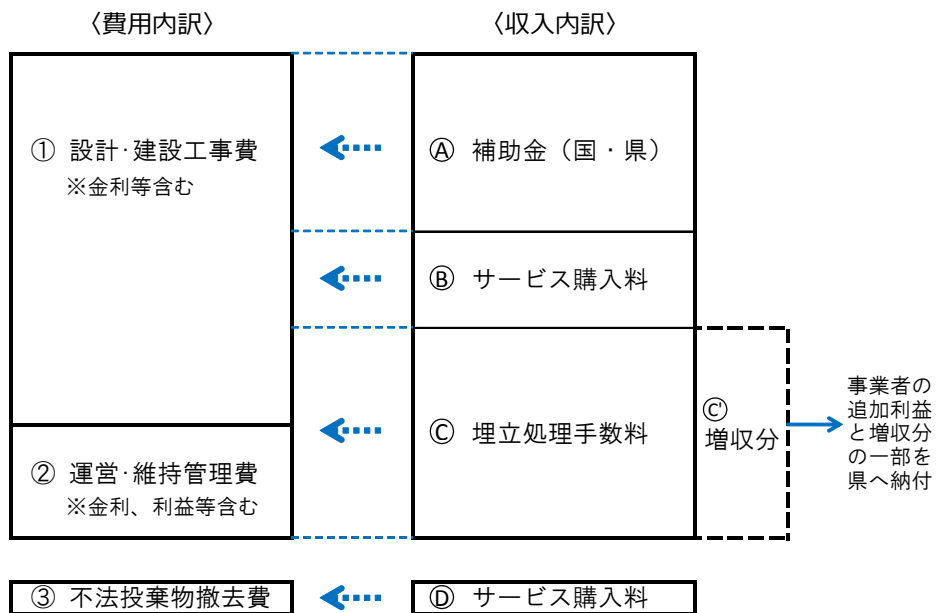 〈費用内訳〉
〈収入内訳〉
① 設計･建設工事費
※金利等含む
Ⓐ 補助金（国・県）
Ⓑ サービス購入料
② 運営･維持管理費
※金利、利益等含む
Ⓒ 埋立処理手数料
Ⓒ'
増収分
事業者の
追加利益
と増収分
の一部を
県へ納付
③ 不法投棄物撤去費
Ⓓ サービス購入料